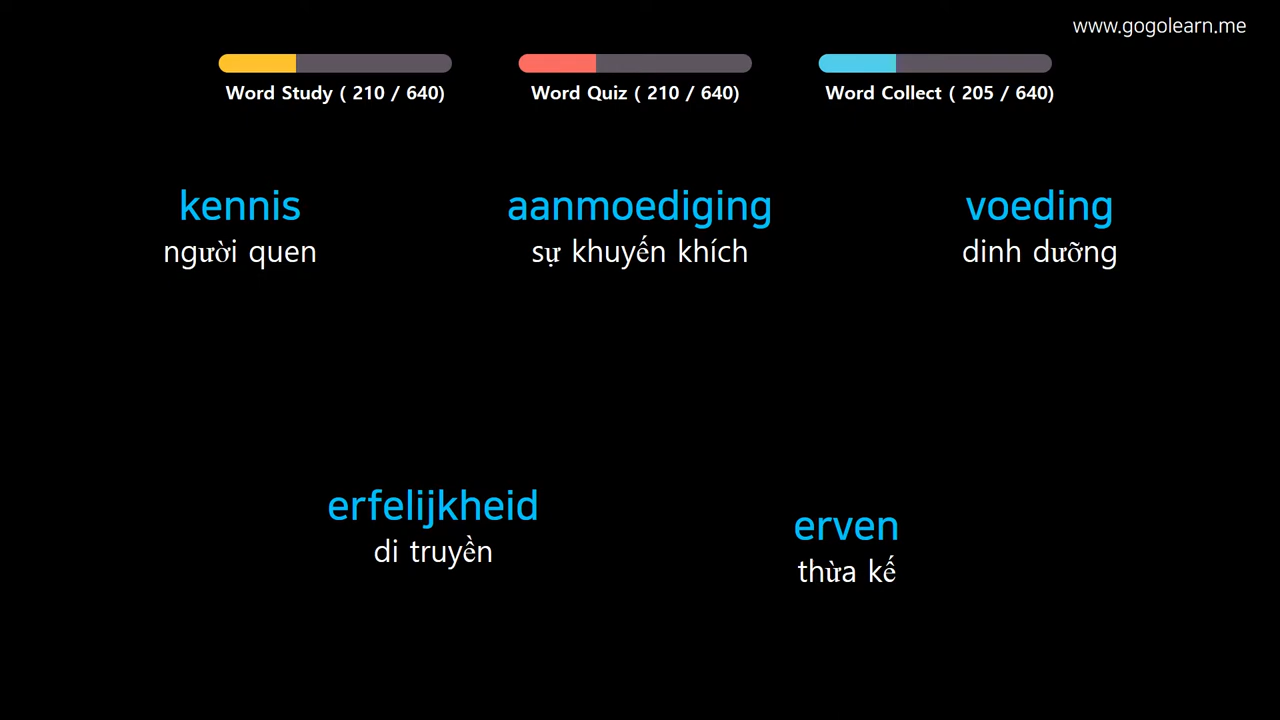 www.gogolearn.me
Word Study ( 210 / 640)
Word Quiz ( 210 / 640)
Word Collect ( 205 / 640)
kennis
người quen
aanmoediging
sự khuyến khích
voeding
dinh dưỡng
erfelijkheid
di truyền
erven
thừa kế